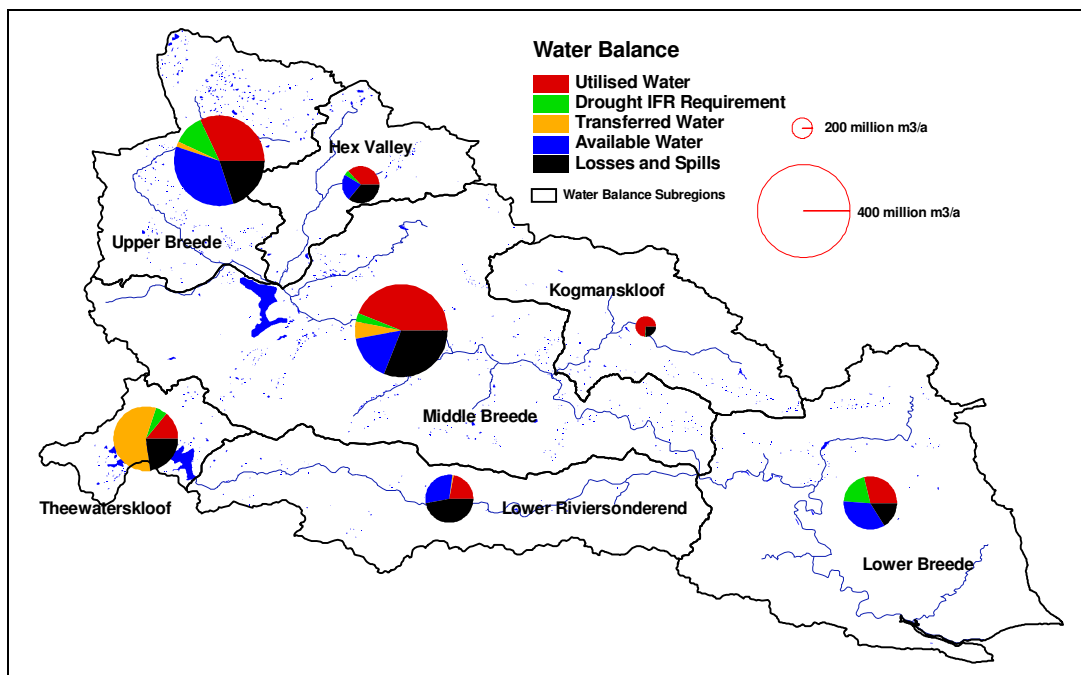 Water Balance
Utilised Water
Drought IFR Requirement
Transferred Water
Available Water
Losses and Spills
Water Balance Subregions
200 million m3/a
400 million m3/a
Hex Valley
Upper Breede
Kogmanskloof
Middle Breede
Theewaterskloof
Lower Riviersonderend
Lower Breede